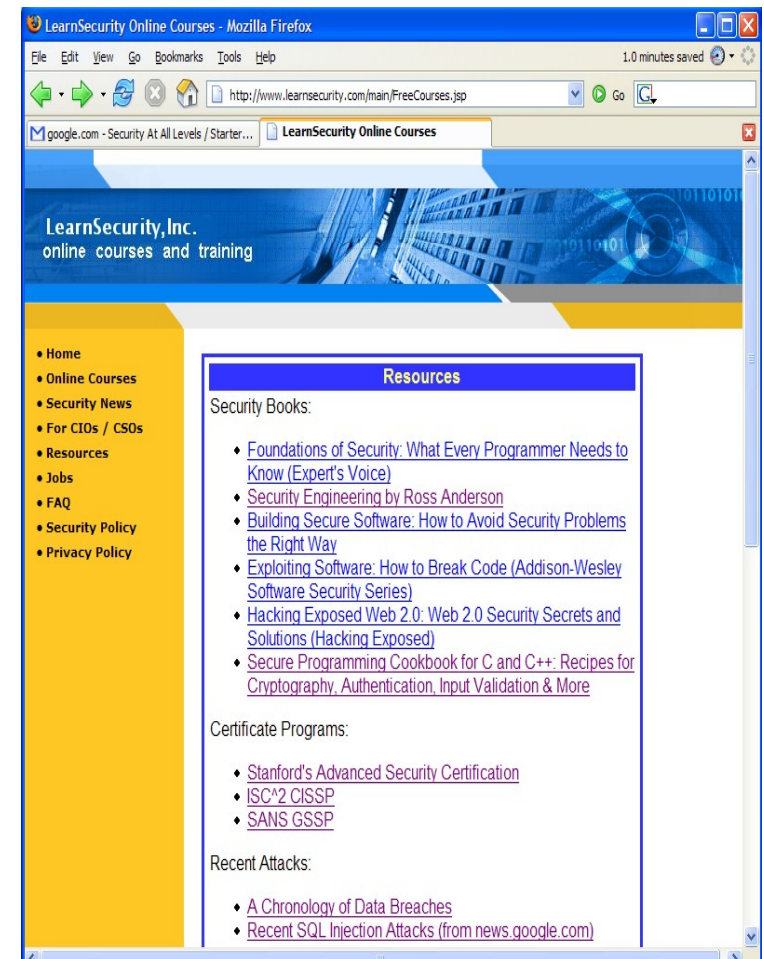 LearnSecurity Online Courses - Mozilla Firefox
File Edit View Go Bookmarks Tools Help
1.0 minutes saved
http://www.learnsecurity.com/main/FreeCourses.jsp
Go
G
google.com - Security At All Levels / Starter...
LearnSecurity Online Courses
LearnSecurity,Inc.
online courses and training
• Home
• Online Courses
• Security News
• For CIOs / CSOs
• Resources
• Jobs
• FAQ
• Security Policy
• Privacy Policy
Resources
Security Books:
• Foundations of Security: What Every Programmer Needs to
Know (Expert's Voice)
• Security Engineering by Ross Anderson
• Building Secure Software: How to Avoid Security Problems
the Right Way
• Exploiting Software: How to Break Code (Addison-Wesley
Software Security Series)
• Hacking Exposed Web 2.0: Web 2.0 Security Secrets and
Solutions (Hacking Exposed)
• Secure Programming Cookbook for C and C++: Recipes for
Cryptography, Authentication, Input Validation & More
Certificate Programs:
• Stanford's Advanced Security Certification
• ISC^2 CISSP
• SANS GSSP
Recent Attacks:
• A Chronology of Data Breaches
• Recent SQL Injection Attacks (from news.google.com)